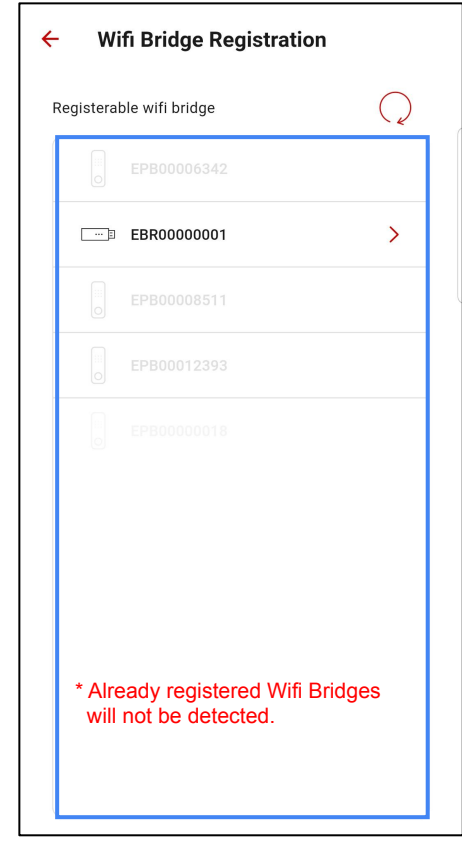 Wifi Bridge Registration
Registerable wifi bridge
EPB00006342
EBR00000001
EPB00008511
EPB00012393
EPB00000018
* Already registered Wifi Bridges
will not be detected.